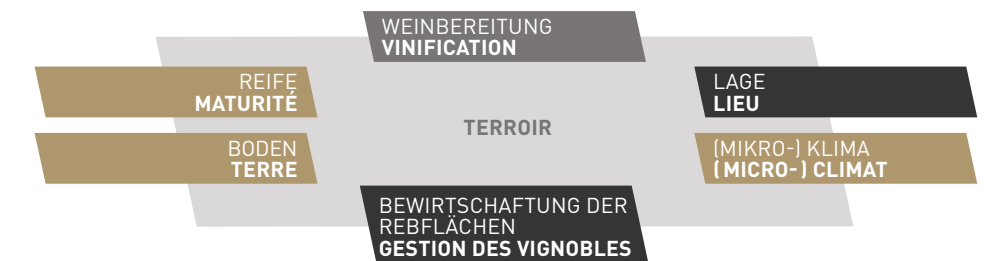 WEINBEREITUNG
VINIFICATION
REIFE
MATURITÉ
LAGE
LIEU
TERROIR
BODEN
TERRE
(MIKRO-) KLIMA
(MICRO-) CLIMAT
BEWIRTSCHAFTUNG DER
REBFLÄCHEN
GESTION DES VIGNOBLES